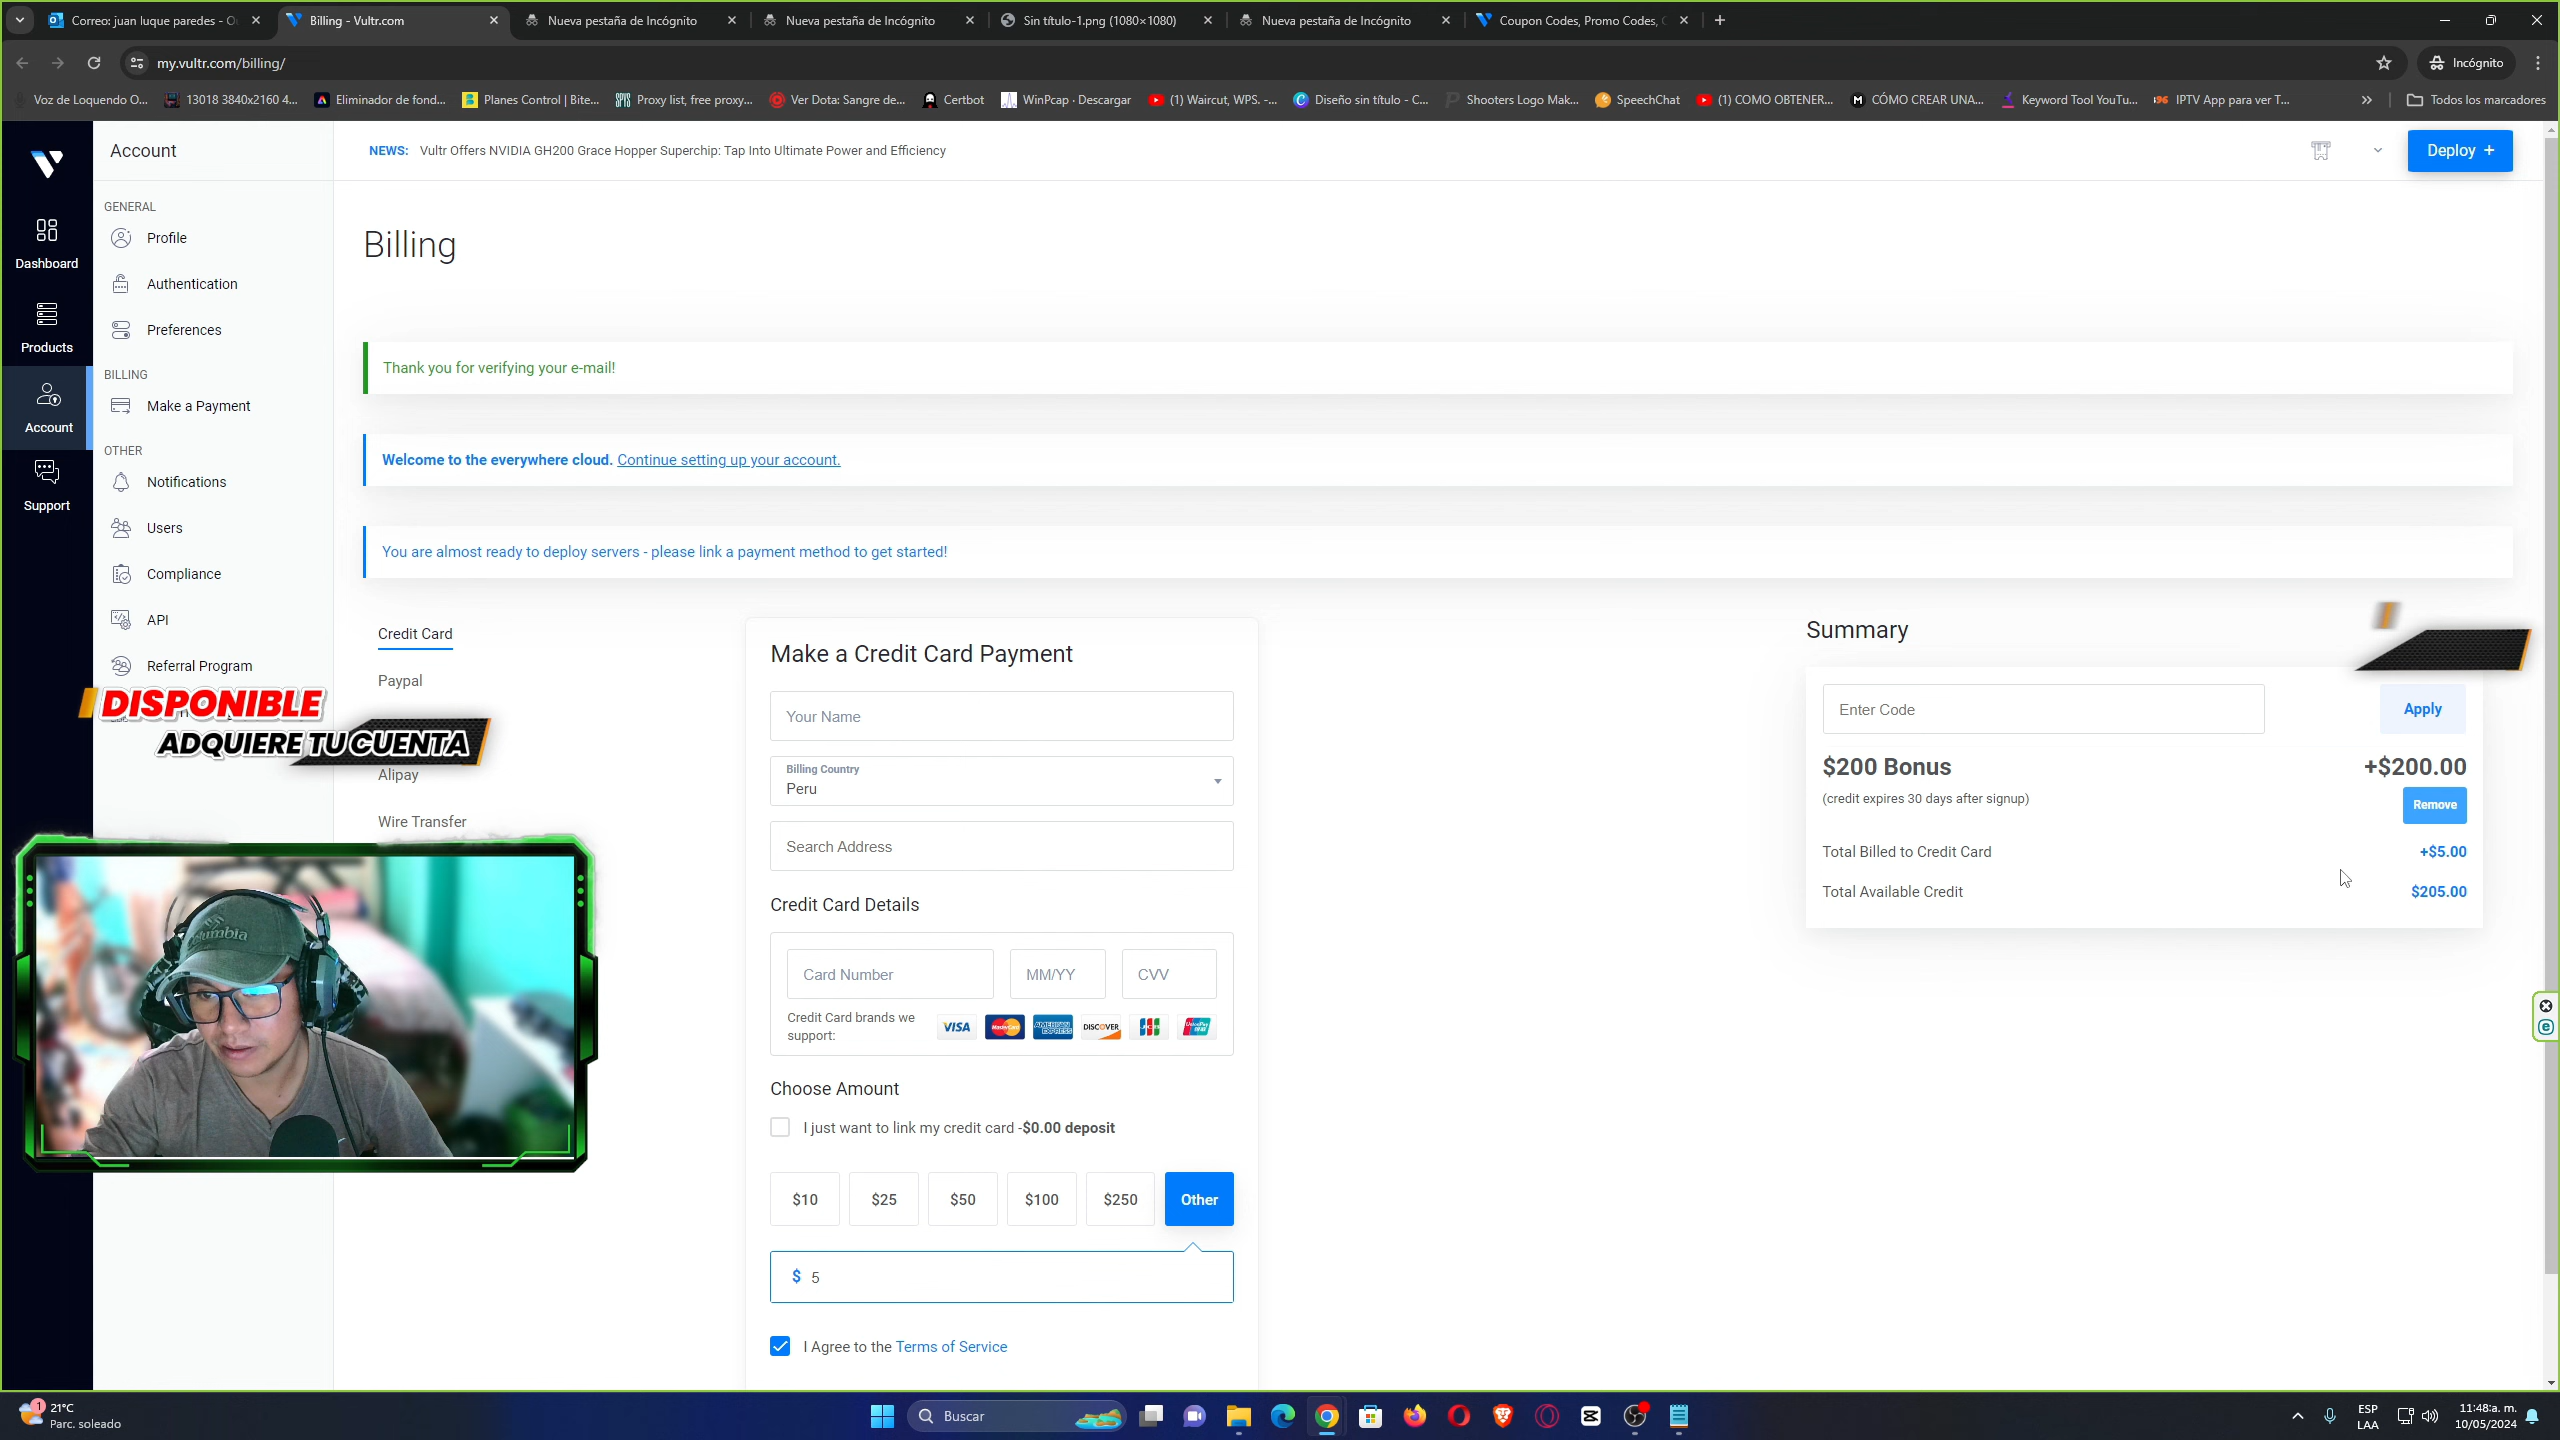 Correo: juan luque paredes - O
Billing - Vultr.com
Nueva pestaña de Incógnito
Nueva pestaña de Incógnito
Sin título-1.png (1080×1080)
Nueva pestaña de Incógnito
Coupon Codes, Promo Codes,
my.vultr.com/billing/
Incógnito
Voz de Loquendo O...
13018 3840x2160 4...
Eliminador de fond...
Planes Control | Bite...
Proxy list, free proxy...
Ver Dota: Sangre de...
Certbot
WinPcap · Descargar
(1) Waircut, WPS. -...
Diseño sin título - C...
Shooters Logo Mak...
SpeechChat
(1) COMO OBTENER...
CÓMO CREAR UNA...
Keyword Tool YouTu...
IPTV App para ver T...
Todos los marcadores
Account
NEWS: Vultr Offers NVIDIA GH200 Grace Hopper Superchip: Tap Into Ultimate Power and Efficiency
Deploy +
Dashboard
Products
Account
Support
GENERAL
Profile
Authentication
Preferences
BILLING
Make a Payment
OTHER
Notifications
Users
Compliance
API
Referral Program
DISPONIBLE
ADQUIERE TU CUENTA
Billing
Thank you for verifying your e-mail!
Welcome to the everywhere cloud. Continue setting up your account.
You are almost ready to deploy servers - please link a payment method to get started!
Credit Card
Paypal
Alipay
Wire Transfer
Make a Credit Card Payment
Your Name
Billing Country
Peru
Search Address
Credit Card Details
Card Number
MM/YY
CVV
Credit Card brands we
support:
VISA
MasterCard
AMERICAN EXPRESS
DISCOVER
JCB
UnionPay
Choose Amount
I just want to link my credit card -$0.00 deposit
$10
$25
$50
$100
$250
Other
$ 5
I Agree to the Terms of Service
Summary
Enter Code
Apply
$200 Bonus
+$200.00
(credit expires 30 days after signup)
Remove
Total Billed to Credit Card
+$5.00
Total Available Credit
$205.00
Columbia
1
21°C
Parc. soleado
Buscar
ESP
LAA
11:48 a. m.
10/05/2024